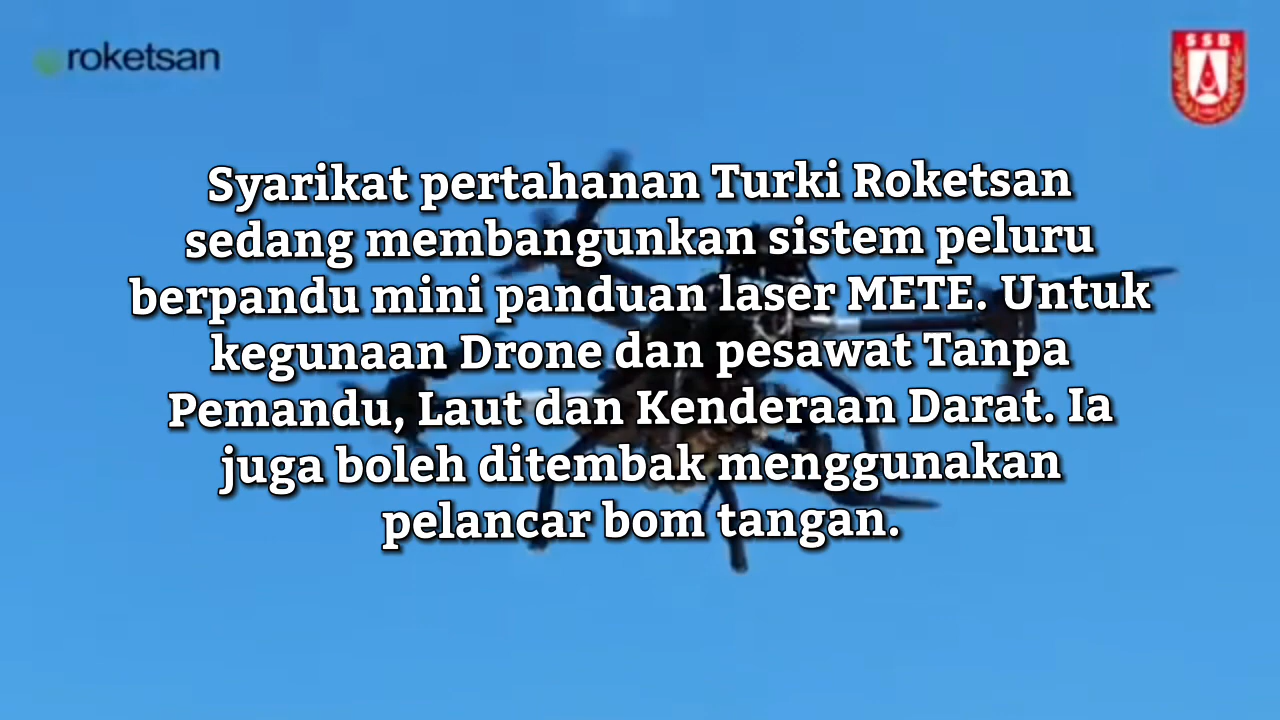 roketsan
SSB
Syarikat pertahanan Turki Roketsan
sedang membangunkan sistem peluru
berpandu mini panduan laser METE. Untuk
kegunaan Drone dan pesawat Tanpa
Pemandu, Laut dan Kenderaan Darat. Ia
juga boleh ditembak menggunakan
pelancar bom tangan.